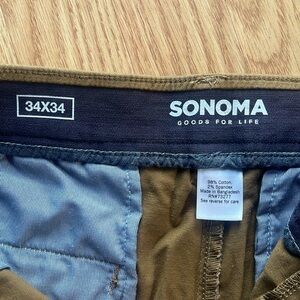 34X34
SONOMA
GOODS FOR LIFE
98% Cotton
2% Spandex
Made in Bangladesh
RN#73277
See reverse for care